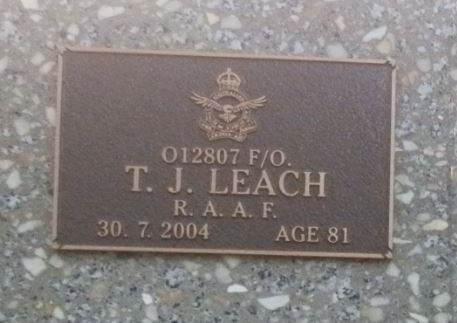 O12807 F/O.
T. J. LEACH
R. A. A. F.
30. 7. 2004 AGE 81